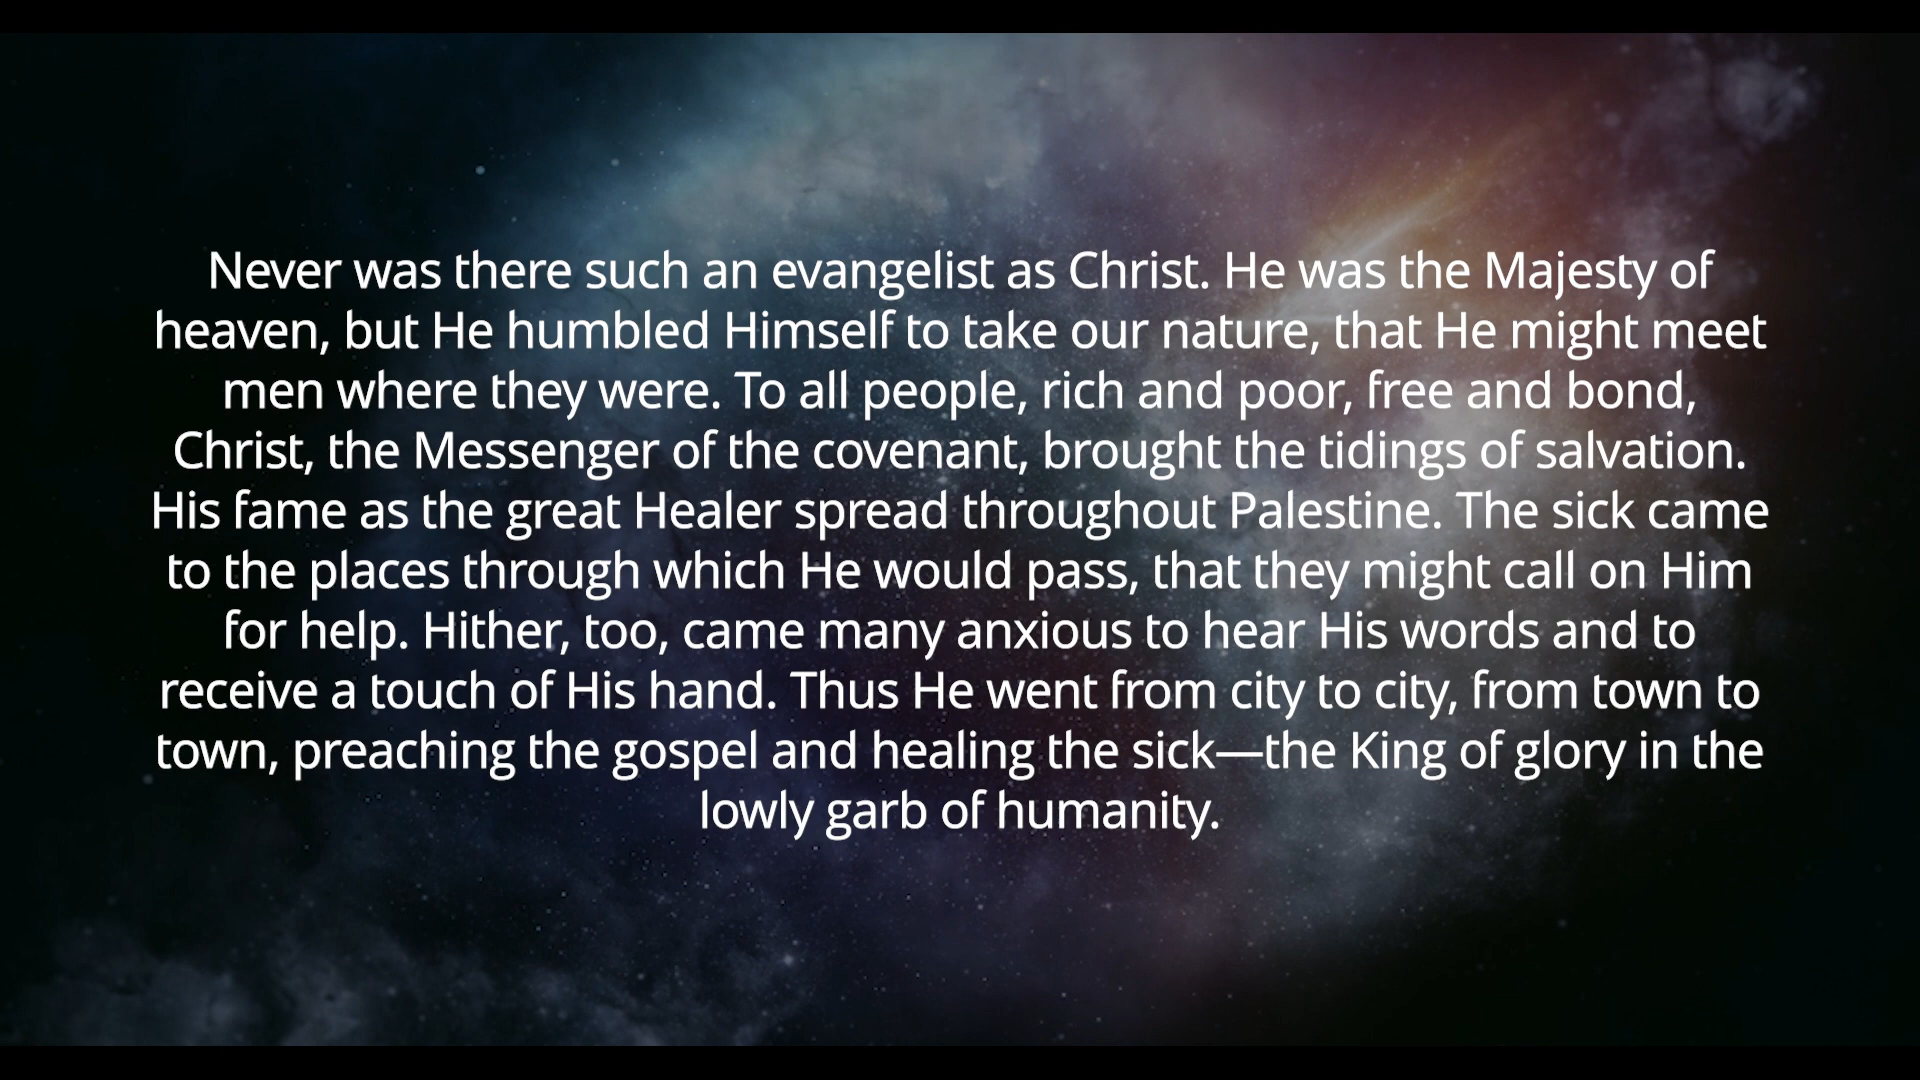 Never was there such an evangelist as Christ. He was the Majesty of
heaven, but He humbled Himself to take our nature, that He might meet
men where they were. To all people, rich and poor, free and bond,
Christ, the Messenger of the covenant, brought the tidings of salvation.
His fame as the great Healer spread throughout Palestine. The sick came
to the places through which He would pass, that they might call on Him
for help. Hither, too, came many anxious to hear His words and to
receive a touch of His hand. Thus He went from city to city, from town to
town, preaching the gospel and healing the sick—the King of glory in the
lowly garb of humanity.